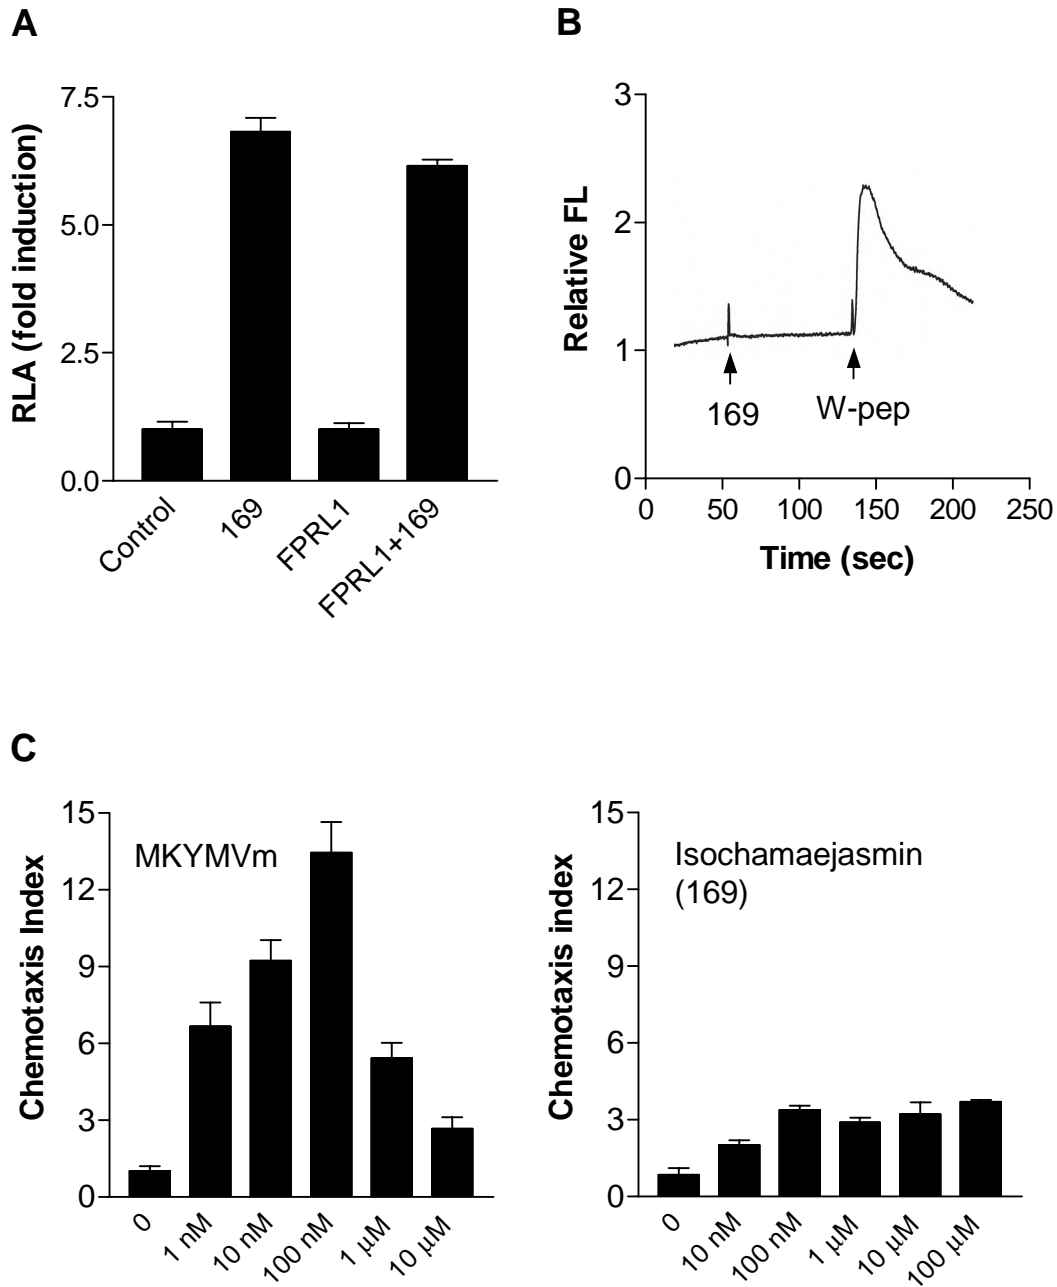 A
RLA (fold induction)
7.5
5.0
2.5
0.0
Control
169
FPRL1
FPRL1+169
B
Relative FL
3
2
1
0
169
W-pep
0 50 100 150 200 250
Time (sec)
C
Chemotaxis Index
15
12
9
6
3
0
MKYMVm
0
1 nM
10 nM
100 nM
1 μM
10 μM
Chemotaxis index
15
12
9
6
3
0
Isochamaejasmin
(169)
0
10 nM
100 nM
1 μM
10 μM
100 μM